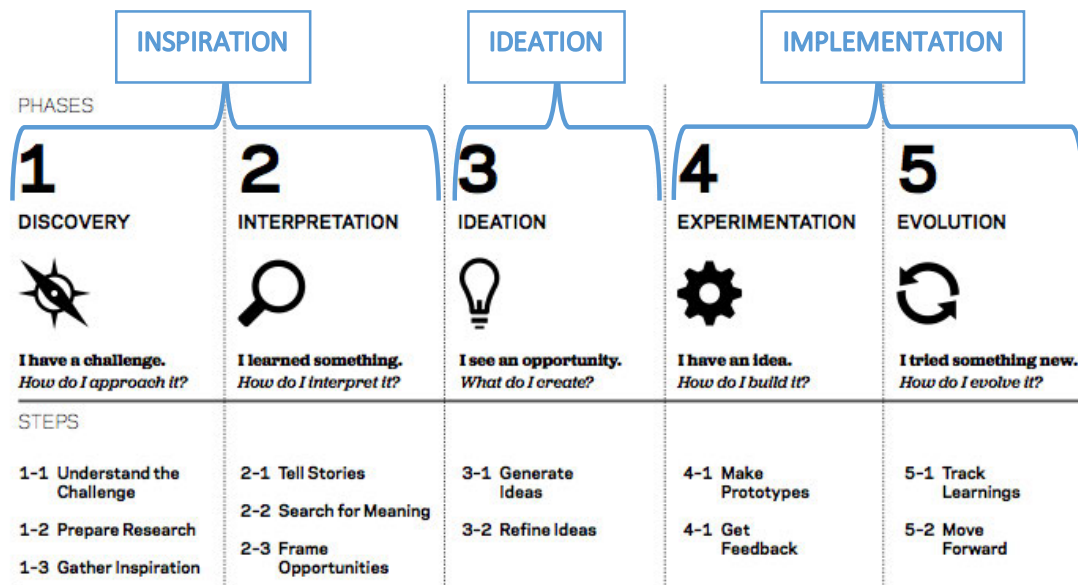 INSPIRATION
IDEATION
IMPLEMENTATION
PHASES
1
DISCOVERY
I have a challenge.
How do I approach it?
2
INTERPRETATION
I learned something.
How do I interpret it?
3
IDEATION
I see an opportunity.
What do I create?
4
EXPERIMENTATION
I have an idea.
How do I build it?
5
EVOLUTION
I tried something new.
How do I evolve it?
STEPS
1-1 Understand the
Challenge
1-2 Prepare Research
1-3 Gather Inspiration
2-1 Tell Stories
2-2 Search for Meaning
2-3 Frame
Opportunities
3-1 Generate
Ideas
3-2 Refine Ideas
4-1 Make
Prototypes
4-1 Get
Feedback
5-1 Track
Learnings
5-2 Move
Forward